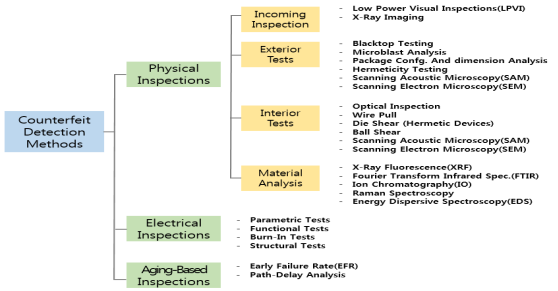 Counterfeit
Detection
Methods
Physical
Inspections
Incoming
Inspection
- Low Power Visual Inspections(LPVI)
- X-Ray Imaging
Exterior
Tests
- Blacktop Testing
- Microblast Analysis
- Package Confg. And dimension Analysis
- Hermeticity Testing
- Scanning Acoustic Microscopy(SAM)
- Scanning Electron Microscopy(SEM)
Interior
Tests
- Optical Inspection
- Wire Pull
- Die Shear (Hermetic Devices)
- Ball Shear
- Scanning Acoustic Microscopy(SAM)
- Scanning Electron Microscopy(SEM)
Material
Analysis
- X-Ray Fluorescence(XRF)
- Fourier Transform Infrared Spec.(FTIR)
- Ion Chromatography(IO)
- Raman Spectroscopy
- Energy Dispersive Spectroscopy(EDS)
Electrical
Inspections
- Parametric Tests
- Functional Tests
- Burn-In Tests
- Structural Tests
Aging-Based
Inspections
- Early Failure Rate(EFR)
- Path-Delay Analysis